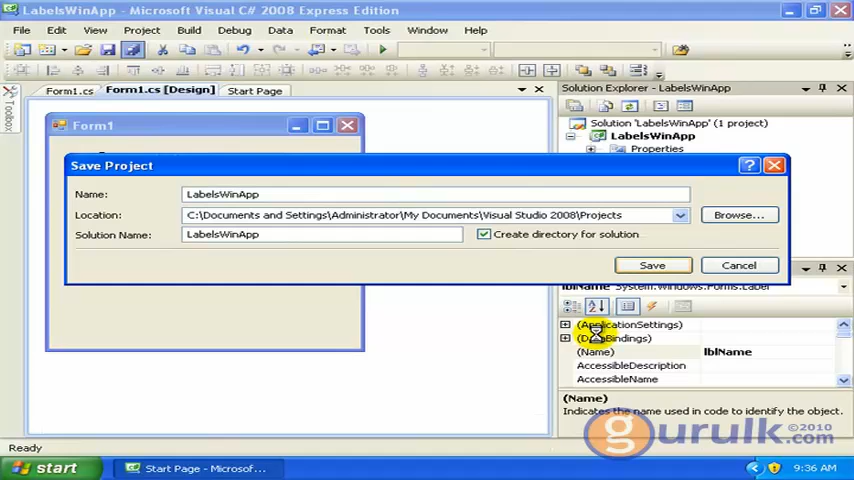 LabelsWinApp - Microsoft Visual C# 2008 Express Edition
File Edit View Project Build Debug Data Format Tools Window Help
Form1.cs Form1.cs [Design] Start Page
Toolbox
Solution Explorer - LabelsWinApp
Solution 'LabelsWinApp' (1 project)
LabelsWinApp
Properties
Form1
Save Project
Name: LabelsWinApp
Location: C:\Documents and Settings\Administrator\My Documents\Visual Studio 2008\Projects Browse...
Solution Name: LabelsWinApp Create directory for solution
Save Cancel
lblName System.Windows.Forms.Label
(ApplicationSettings)
(DataBindings)
(Name) lblName
AccessibleDescription
AccessibleName
(Name)
Indicates the name used in code to identify the object.
©2010
gurulk.com
Ready
start Start Page - Microsof... 9:36 AM